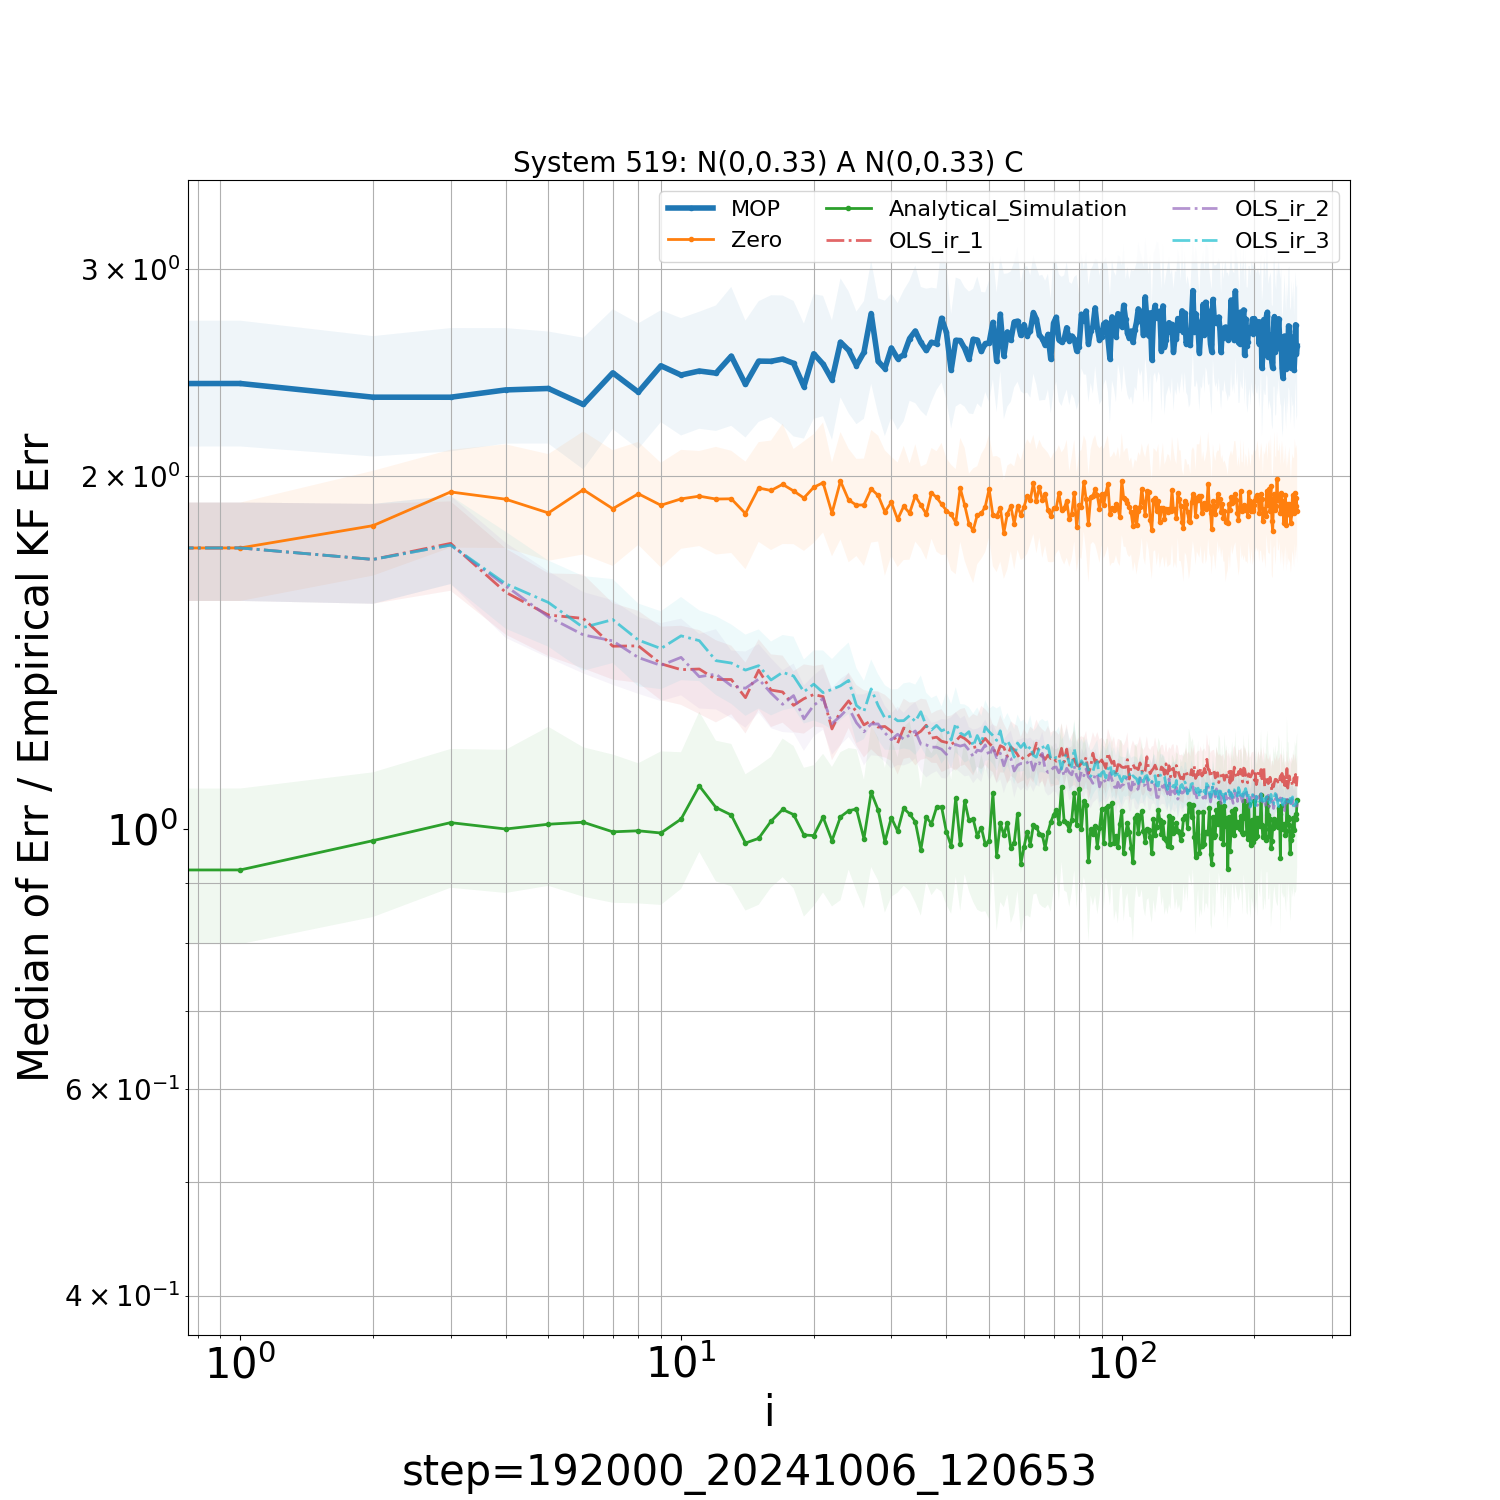 System 519: N(0,0.33) A N(0,0.33) C
MOP
Zero
Analytical_Simulation
OLS_ir_1
OLS_ir_2
OLS_ir_3
Median of Err / Empirical KF Err
3 × 10⁰
2 × 10⁰
10⁰
6 × 10⁻¹
4 × 10⁻¹
10⁰ 10¹ 10²
i
step=192000_20241006_120653